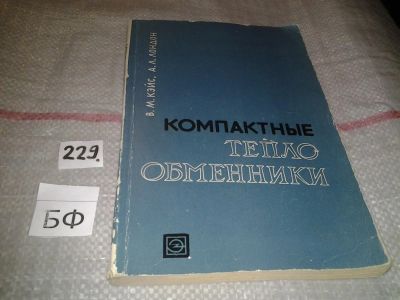 В. М. КЭЙС, А. Л. ЛОНДОН
КОМПАКТНЫЕ
ТЕПЛО
ОБМЕННИКИ
229
БФ